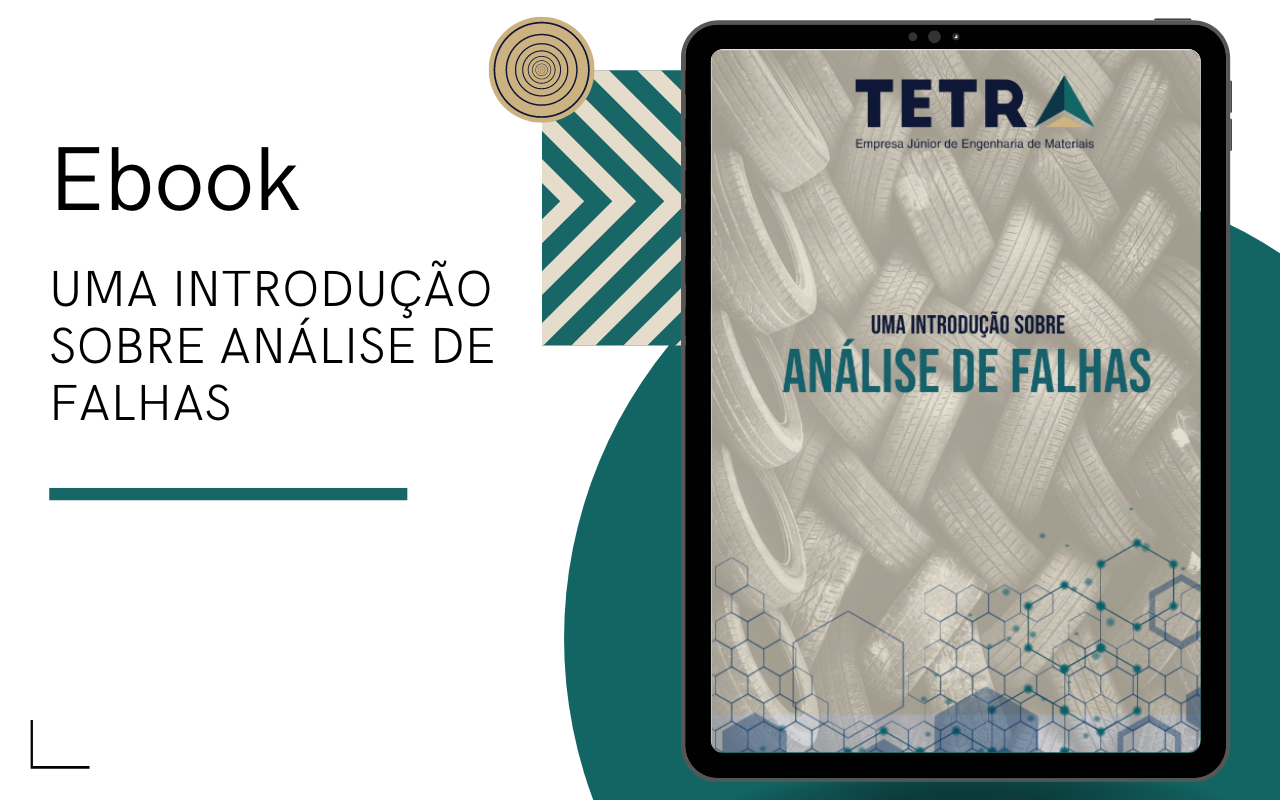 Ebook
UMA INTRODUÇÃO
SOBRE ANÁLISE DE
FALHAS
TETRA
Empresa Júnior de Engenharia de Materiais
UMA INTRODUÇÃO SOBRE
ANÁLISE DE FALHAS